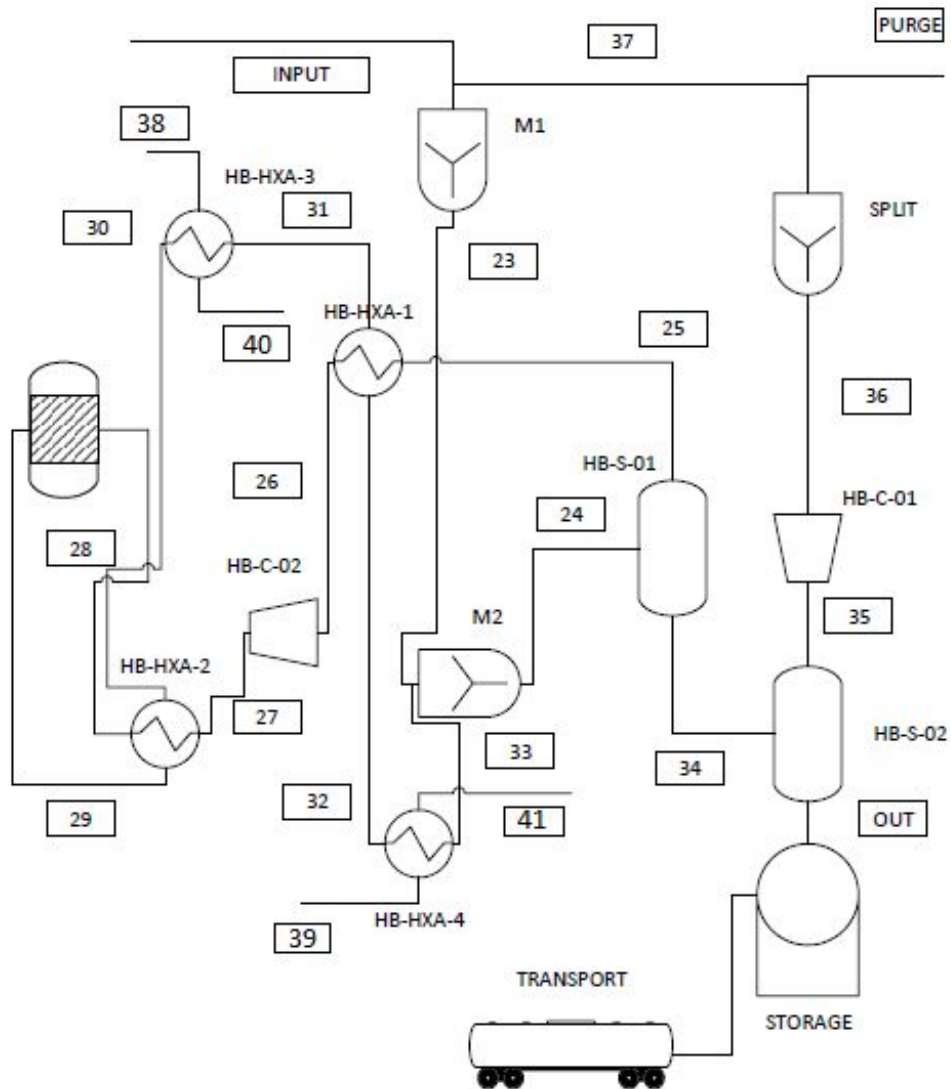 PURGE
37
INPUT
M1
38
HB-HXA-3
30
31
SPLIT
23
HB-HXA-1
40
25
36
HB-S-01
26
24
HB-C-01
28
HB-C-02
35
M2
HB-HXA-2
27
33
34
HB-S-02
29
32
41
OUT
39
HB-HXA-4
TRANSPORT
STORAGE